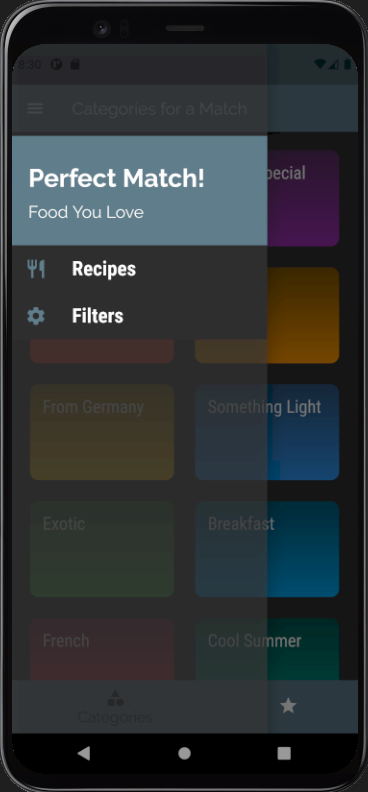 8:30
Categories for a Match
Perfect Match!
Food You Love
pecial
Recipes
Filters
From Germany
Something Light
Exotic
Breakfast
French
Cool Summer
Categories